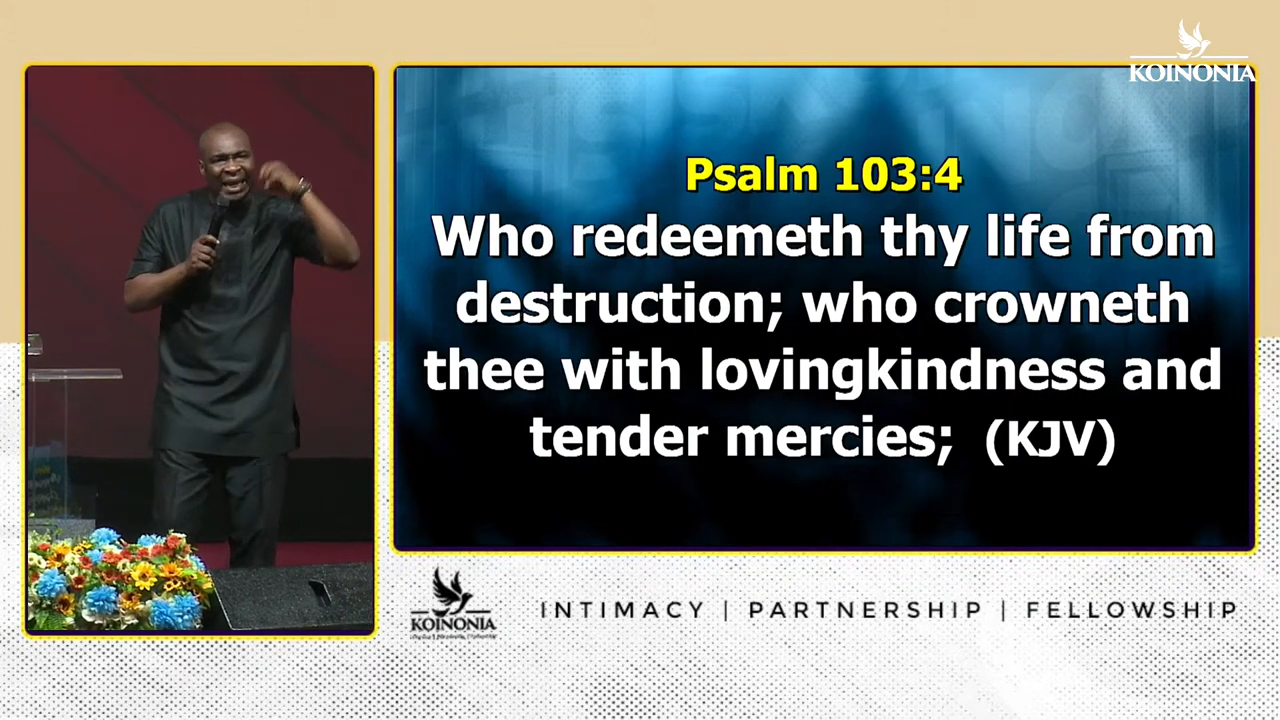 KOINONIA
Psalm 103:4
Who redeemeth thy life from
destruction; who crowneth
thee with lovingkindness and
tender mercies; (KJV)
KOINONIA
INTIMACY | PARTNERSHIP | FELLOWSHIP